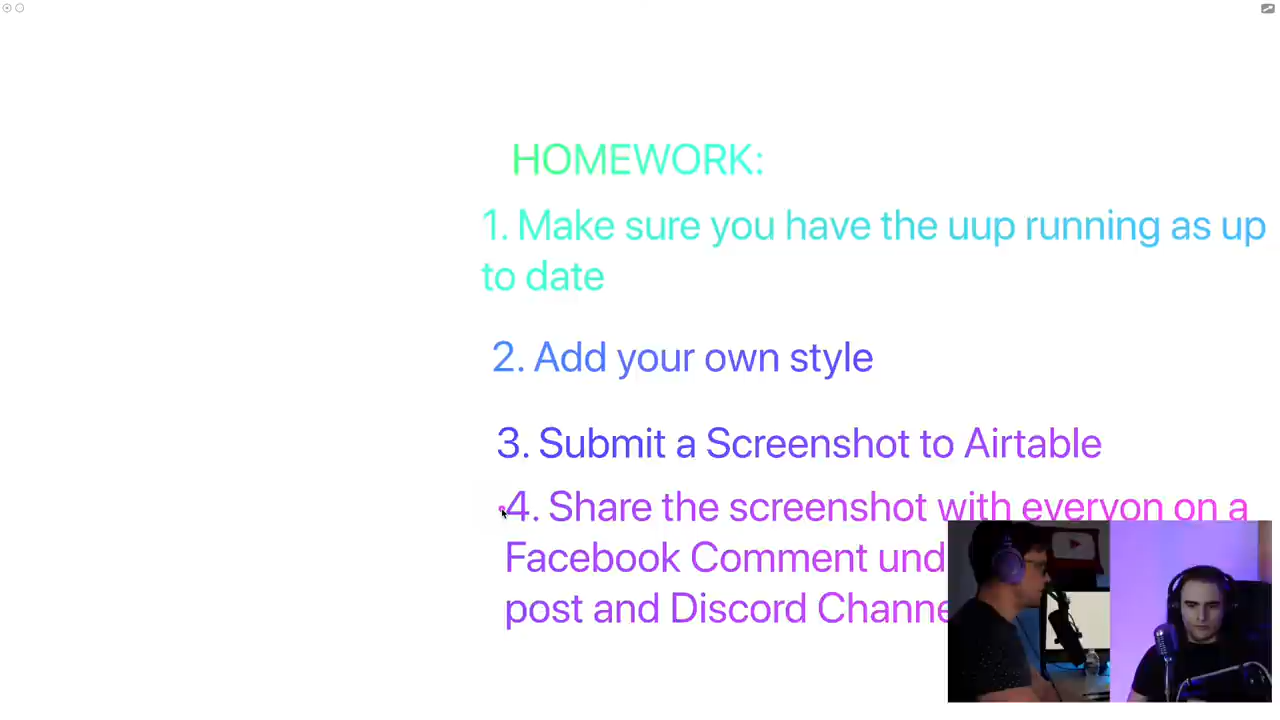 HOMEWORK:
1. Make sure you have the uup running as up
to date
2. Add your own style
3. Submit a Screenshot to Airtable
4. Share the screenshot with everyon on a
Facebook Comment und
post and Discord Channe